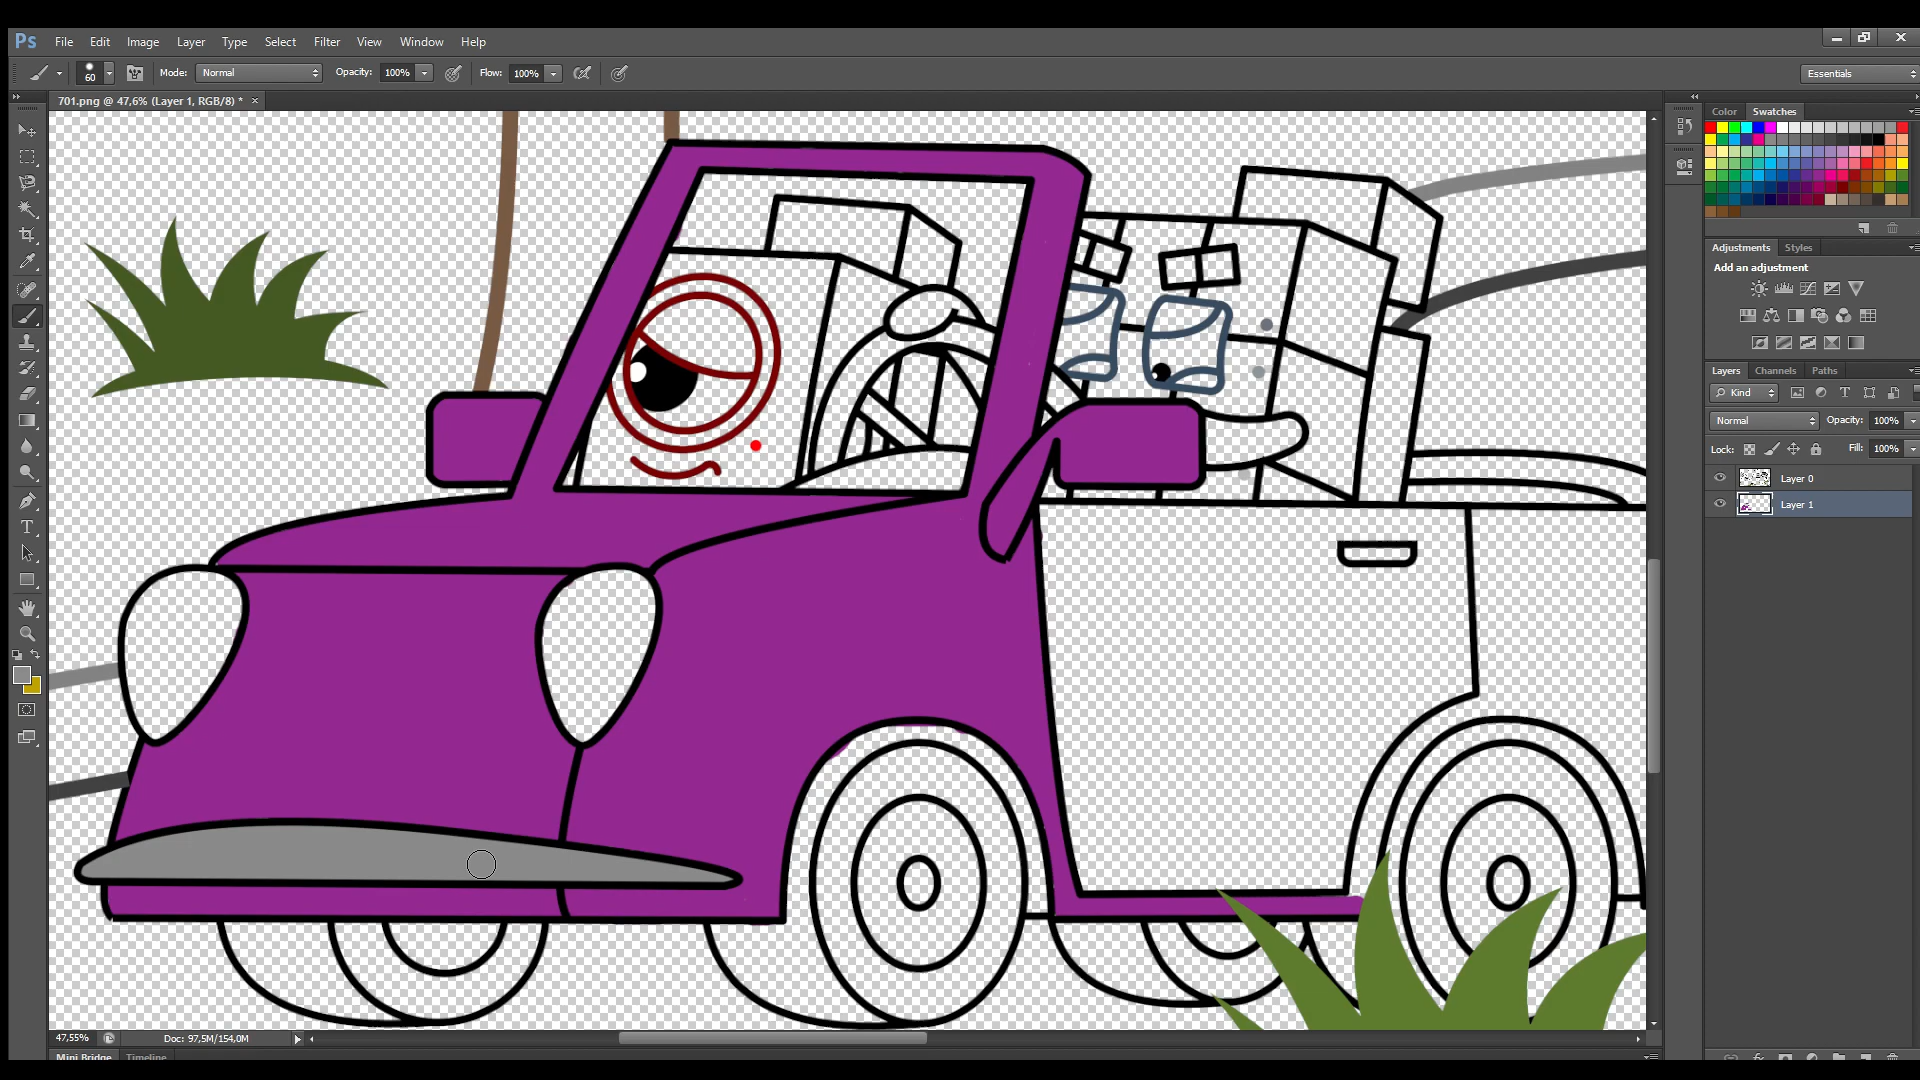 Ps File Edit Image Layer Type Select Filter View Window Help
60 Mode: Normal Opacity: 100% Flow: 100% Essentials
701.png @ 47,6% (Layer 1, RGB/8) * ×
Color Swatches
Adjustments Styles
Add an adjustment
Layers Channels Paths
Kind
Normal Opacity: 100%
Lock: Fill: 100%
Layer 0
Layer 1
47,55% Doc: 97,5M/154,0M
Mini Bridge Timeline